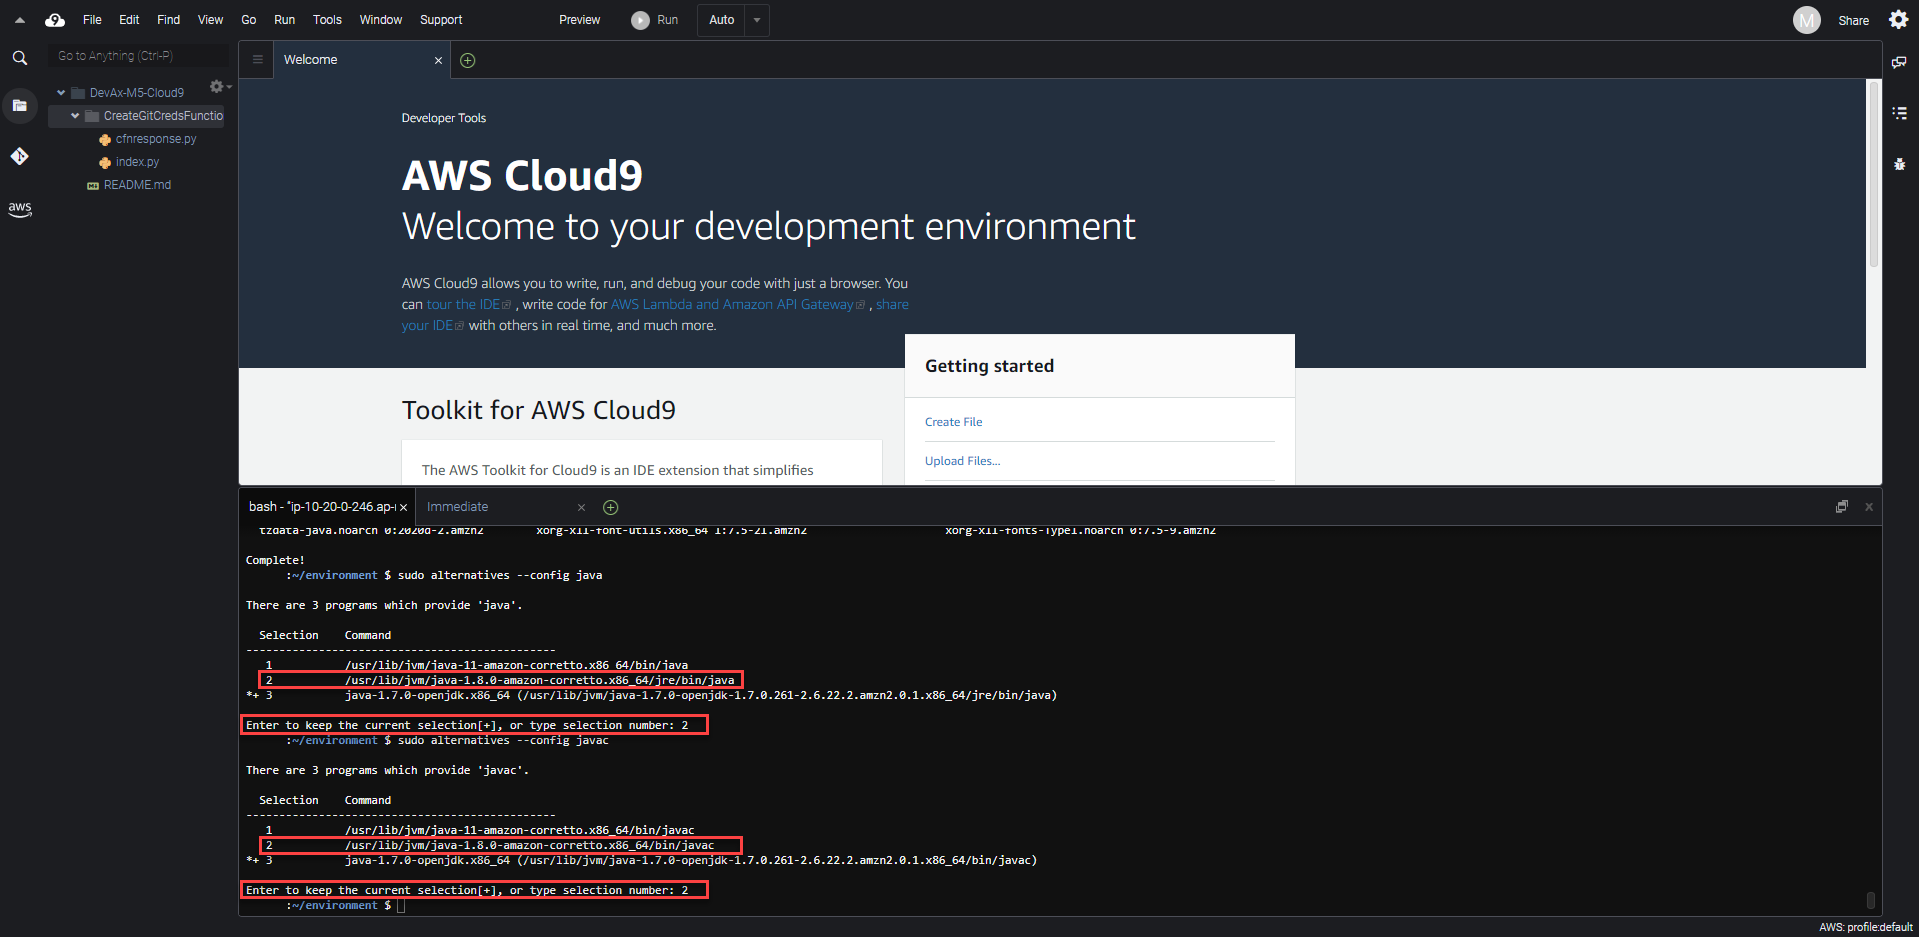 9 File Edit Find View Go Run Tools Window Support Preview Run Auto M Share
Go to Anything (Ctrl-P)
Welcome
DevAx-M5-Cloud9
CreateGitCredsFunctio
cfnresponse.py
index.py
README.md
aws
Developer Tools
AWS Cloud9
Welcome to your development environment
AWS Cloud9 allows you to write, run, and debug your code with just a browser. You
can tour the IDE , write code for AWS Lambda and Amazon API Gateway , share
your IDE with others in real time, and much more.
Getting started
Create File
Upload Files...
Toolkit for AWS Cloud9
The AWS Toolkit for Cloud9 is an IDE extension that simplifies
bash - "ip-10-20-0-246.ap-r Immediate
tzdata-java.noarch 0:2020d-2.amzn2 xorg-x11-font-utils.x86_64 1:7.5-21.amzn2 xorg-x11-fonts-Type1.noarch 0:7.5-9.amzn2
Complete!
:~/environment $ sudo alternatives --config java
There are 3 programs which provide 'java'.
Selection Command
-----------------------------------------------
1 /usr/lib/jvm/java-11-amazon-corretto.x86_64/bin/java
2 /usr/lib/jvm/java-1.8.0-amazon-corretto.x86_64/jre/bin/java
*+ 3 java-1.7.0-openjdk.x86_64 (/usr/lib/jvm/java-1.7.0-openjdk-1.7.0.261-2.6.22.2.amzn2.0.1.x86_64/jre/bin/java)
Enter to keep the current selection[+], or type selection number: 2
:~/environment $ sudo alternatives --config javac
There are 3 programs which provide 'javac'.
Selection Command
-----------------------------------------------
1 /usr/lib/jvm/java-11-amazon-corretto.x86_64/bin/javac
2 /usr/lib/jvm/java-1.8.0-amazon-corretto.x86_64/bin/javac
*+ 3 java-1.7.0-openjdk.x86_64 (/usr/lib/jvm/java-1.7.0-openjdk-1.7.0.261-2.6.22.2.amzn2.0.1.x86_64/bin/javac)
Enter to keep the current selection[+], or type selection number: 2
:~/environment $
AWS: profile:default